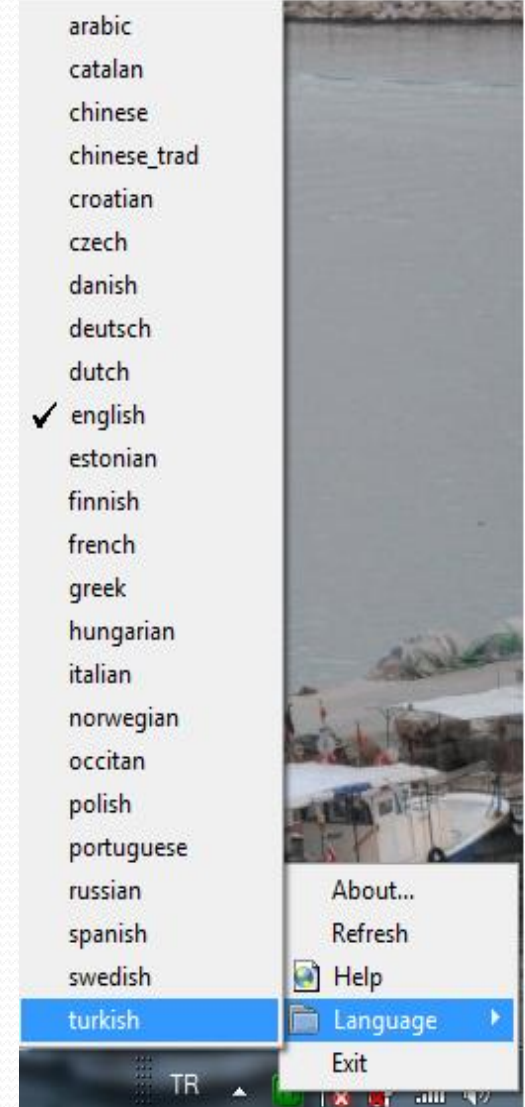 arabic
catalan
chinese
chinese_trad
croatian
czech
danish
deutsch
dutch
english
estonian
finnish
french
greek
hungarian
italian
norwegian
occitan
polish
portuguese
russian
spanish
swedish
turkish
About...
Refresh
Help
Language
Exit
TR